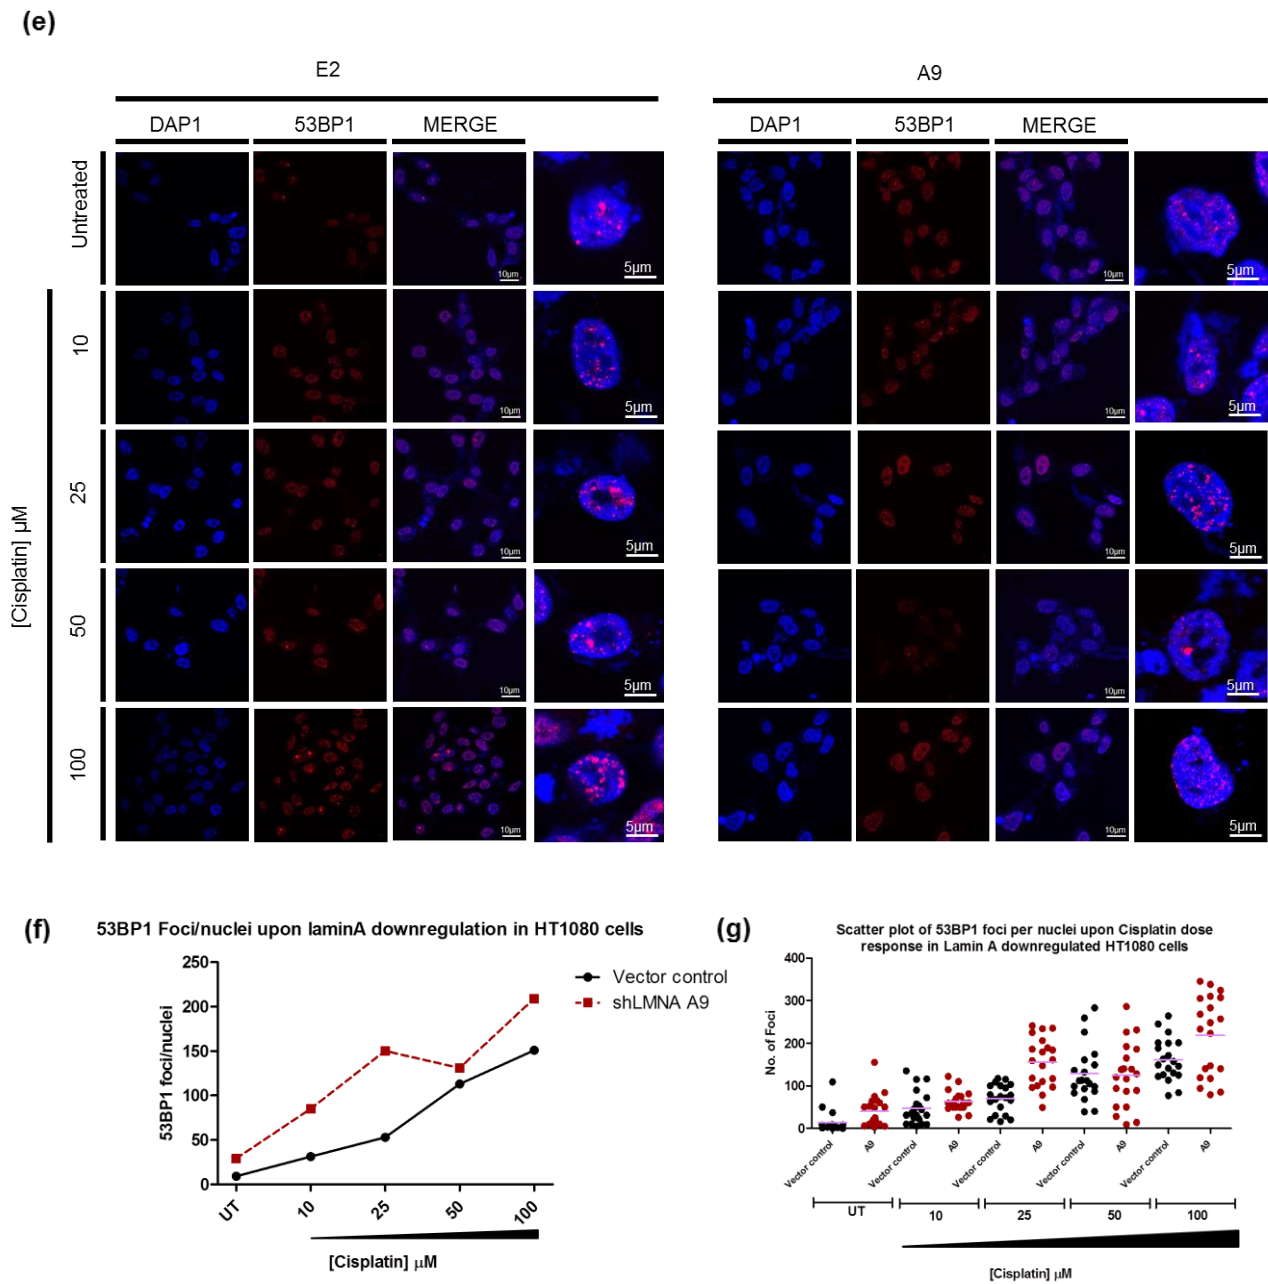 (e)
E2
A9
DAP1 53BP1 MERGE
DAP1 53BP1 MERGE
Untreated
10µm
5µm
10µm
5µm
10
10µm
5µm
10µm
5µm
25
10µm
5µm
10µm
5µm
50
10µm
5µm
10µm
5µm
100
10µm
5µm
10µm
5µm
[Cisplatin] µM
(f)
53BP1 Foci/nuclei upon laminA downregulation in HT1080 cells
53BP1 foci/nuclei
250
200
150
100
50
0
UT 10 25 50 100
[Cisplatin] µM
Vector control
shLMNA A9
(g)
Scatter plot of 53BP1 foci per nuclei upon Cisplatin dose
response in Lamin A downregulated HT1080 cells
No. of Foci
400
300
200
100
0
Vector control A9 Vector control A9 Vector control A9 Vector control A9 Vector control A9
UT 10 25 50 100
[Cisplatin] µM